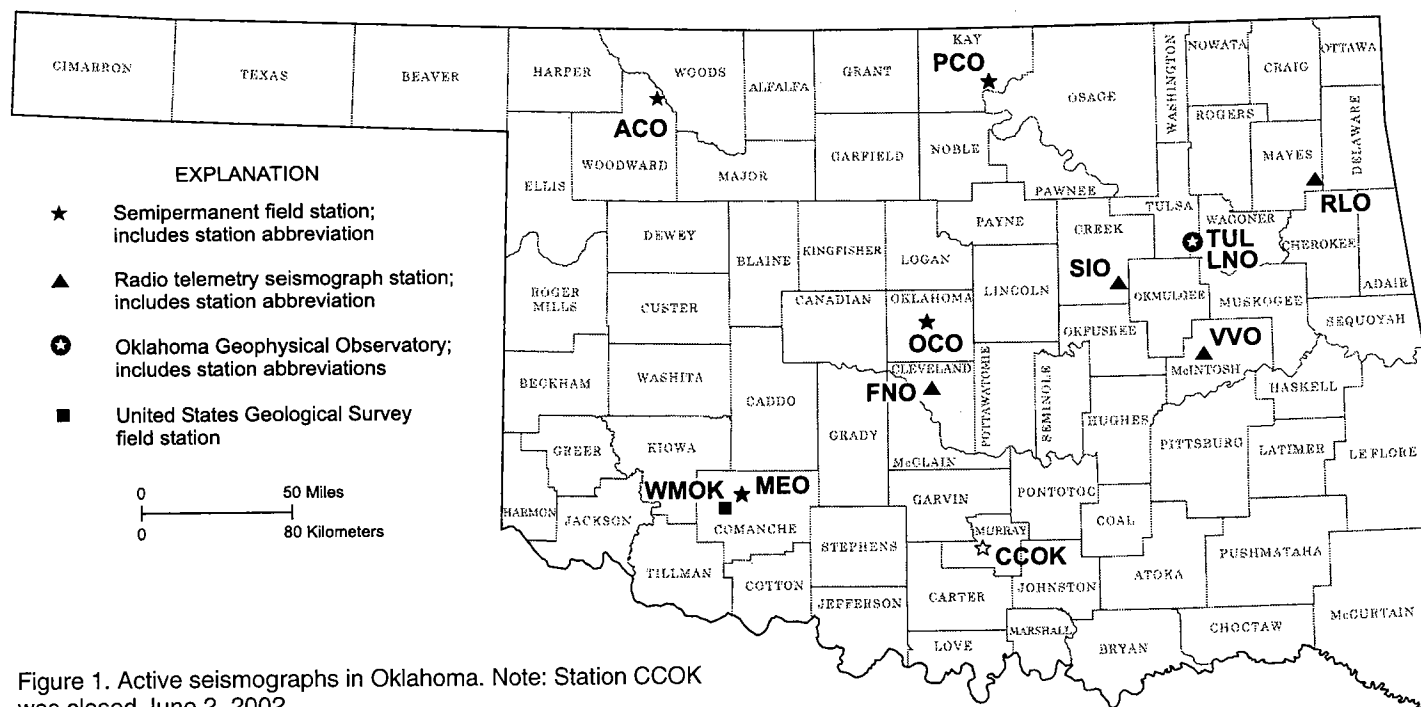 CIMARRON
TEXAS
BEAVER
HARPER
WOODS
ALFALFA
GRANT
KAY
PCO
OSAGE
WASHINGTON
NOWATA
CRAIG
OTTAWA
ACO
ROGERS
DELAWARE
MAYES
ELLIS
WOODWARD
MAJOR
GARFIELD
NOBLE
PAWNEE
TULSA
RLO
DEWEY
BLAINE
KINGFISHER
LOGAN
PAYNE
CREEK
WAGONER
TUL
LNO
CHEROKEE
ADAIR
SIO
ROGER
MILLS
CUSTER
CANADIAN
OKLAHOMA
OCO
LINCOLN
OKMULGEE
MUSKOGEE
SEQUOYAH
OKFUSKEE
VVO
McINTOSH
BECKHAM
WASHITA
CADDO
CLEVELAND
FNO
POTTAWATOMIE
SEMINOLE
HASKELL
HUGHES
GREER
KIOWA
GRADY
McCLAIN
PITTSBURG
LATIMER
LEFLORE
WMOK
MEO
COMANCHE
GARVIN
PONTOTOC
HARMON
JACKSON
STEPHENS
MURRAY
CCOK
COAL
PUSHMATAHA
TILLMAN
COTTON
JEFFERSON
CARTER
JOHNSTON
ATOKA
McCURTAIN
LOVE
MARSHALL
BRYAN
CHOCTAW
EXPLANATION
Semipermanent field station;
includes station abbreviation
Radio telemetry seismograph station;
includes station abbreviation
Oklahoma Geophysical Observatory;
includes station abbreviations
United States Geological Survey
field station
0 50 Miles
0 80 Kilometers
Figure 1. Active seismographs in Oklahoma. Note: Station CCOK
was closed June 2, 2002